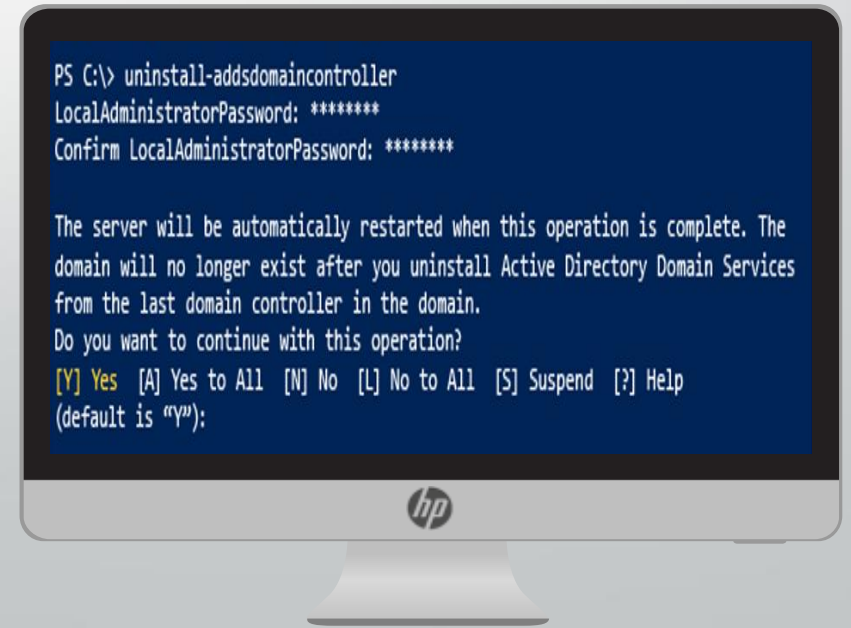 PS C:\> uninstall-addsdomaincontroller
LocalAdministratorPassword: ********
Confirm LocalAdministratorPassword: ********
The server will be automatically restarted when this operation is complete. The
domain will no longer exist after you uninstall Active Directory Domain Services
from the last domain controller in the domain.
Do you want to continue with this operation?
[Y] Yes [A] Yes to All [N] No [L] No to All [S] Suspend [?] Help
(default is “Y”):
hp